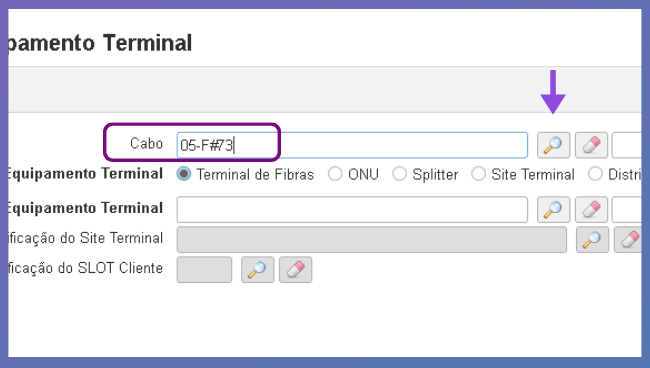 pamento Terminal
Cabo 05-F#73
Equipamento Terminal Terminal de Fibras ONU Splitter Site Terminal Distri
Equipamento Terminal
ificação do Site Terminal
ficação do SLOT Cliente